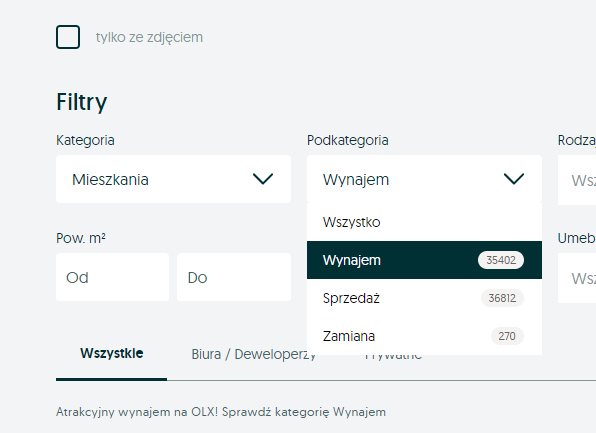 tylko ze zdjęciem
Filtry
Kategoria
Podkategoria
Rodza
Mieszkania
Wynajem
Wsz
Wszystko
Pow. m²
Umeb
Od
Do
Wynajem 35402
Wsz
Sprzedaż 36812
Zamiana 270
Wszystkie
Biura / Deweloperzy
Prywatne
Atrakcyjny wynajem na OLX! Sprawdź kategorię Wynajem